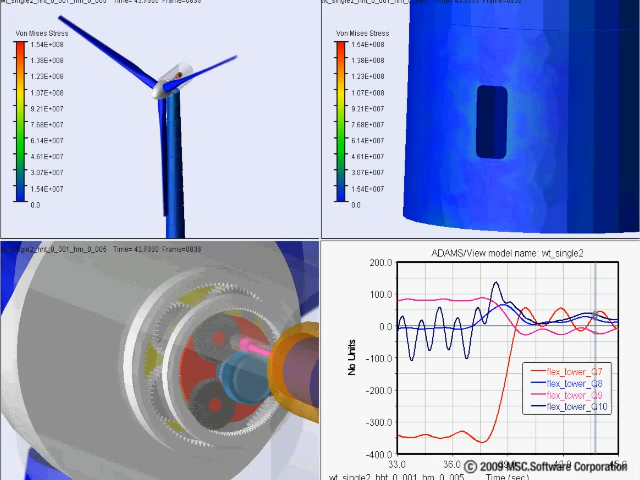 Von Mises Stress
1.54E+008
1.38E+008
1.23E+008
1.07E+008
9.21E+007
7.68E+007
6.14E+007
4.61E+007
3.07E+007
1.54E+007
0.0
Von Mises Stress
1.54E+008
1.38E+008
1.23E+008
1.07E+008
9.21E+007
7.68E+007
6.14E+007
4.61E+007
3.07E+007
1.54E+007
0.0
wt_single2_hht_0_001_hm_0_005 Frame=0838
ADAMS/View model name: wt_single2
200.0
100.0
0.0
-100.0
-200.0
-300.0
-400.0
No Units
flex_tower_Q7
flex_tower_Q8
flex_tower_Q9
flex_tower_Q10
33.0 36.0
wt_single2_hht_0_001_hm_0_005 Time (sec)
© 2009 MSC.Software Corporation